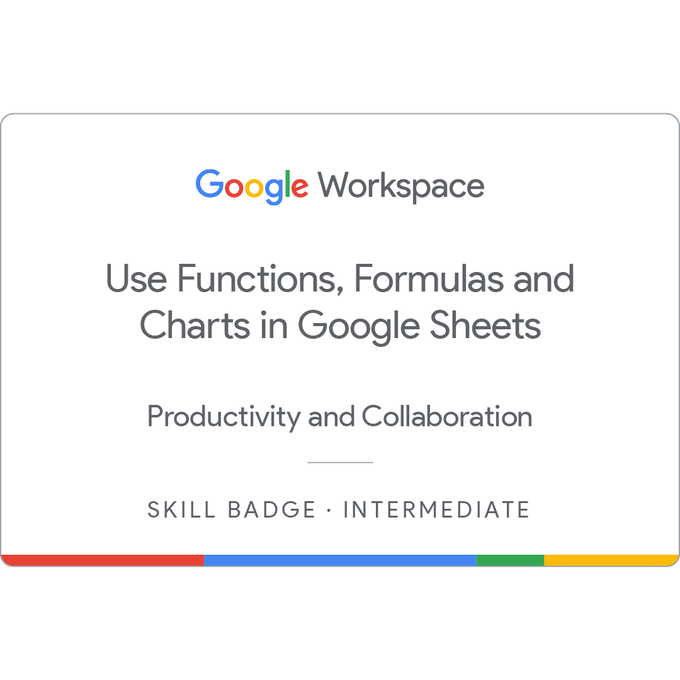 Google Workspace
Use Functions, Formulas and
Charts in Google Sheets
Productivity and Collaboration
SKILL BADGE · INTERMEDIATE